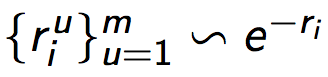 {r_i^u}_{u=1}^m ∽ e^{-r_i}